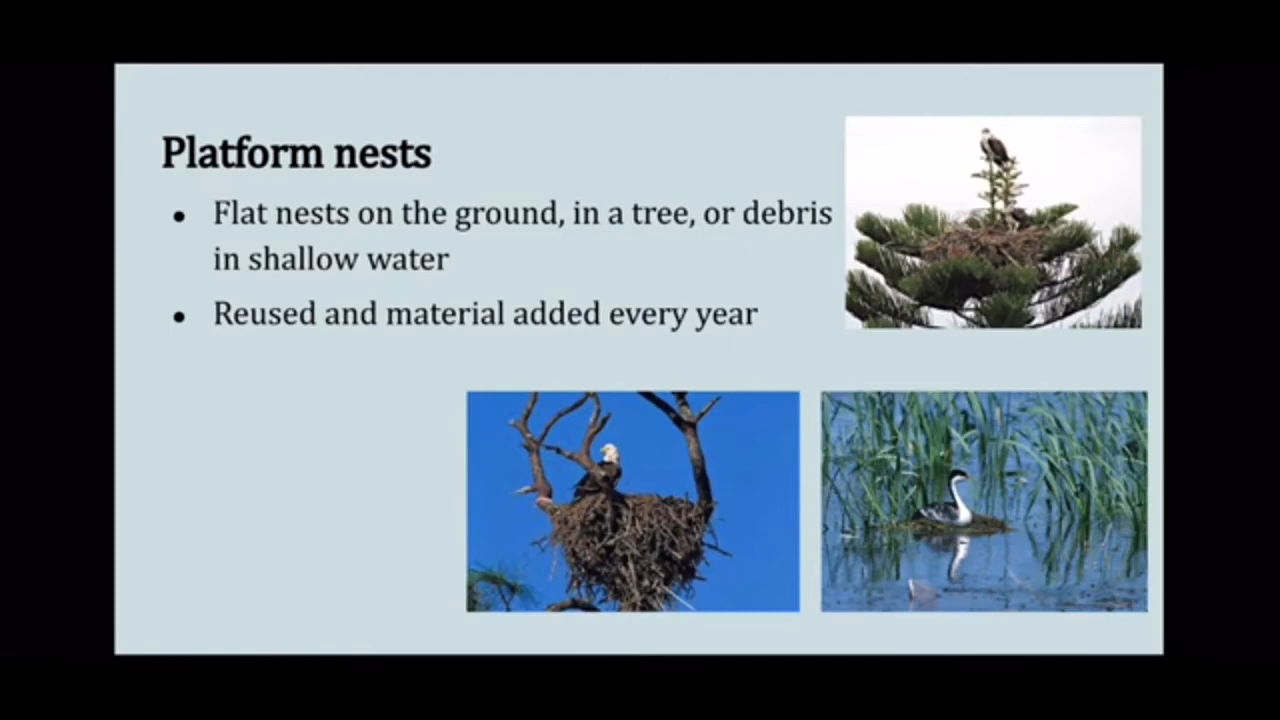 Platform nests
● Flat nests on the ground, in a tree, or debris
in shallow water
● Reused and material added every year